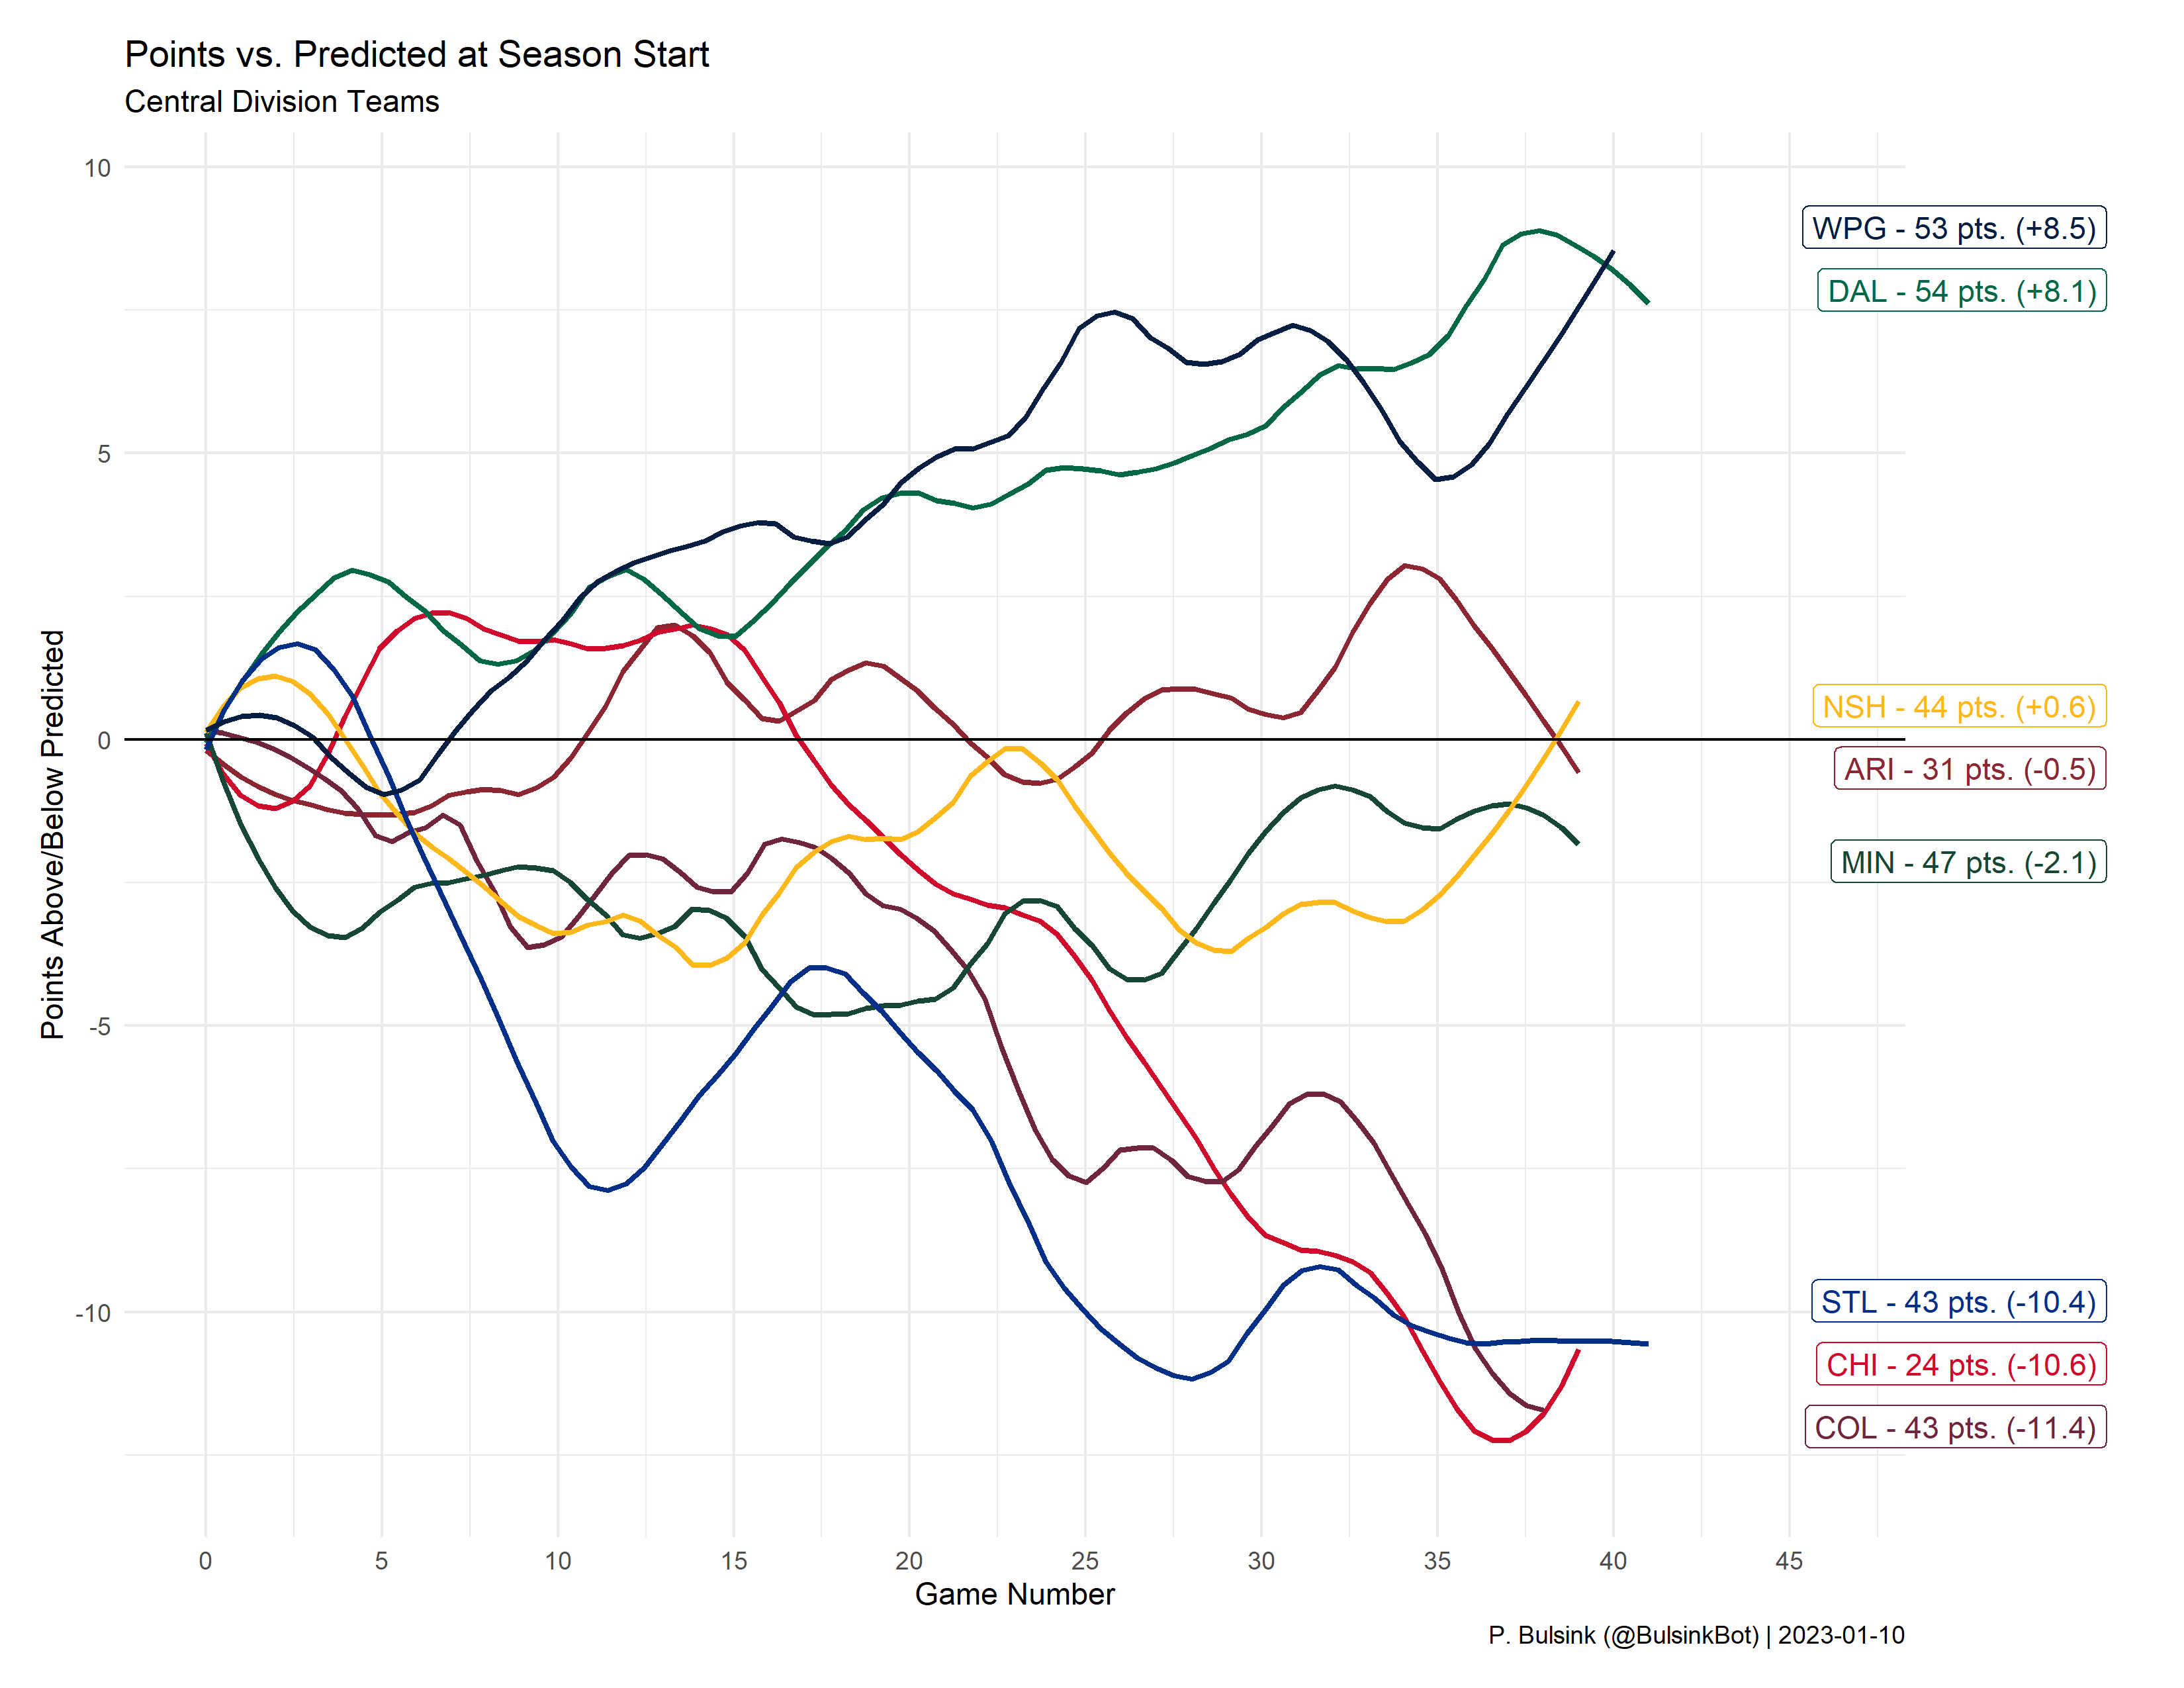 Points vs. Predicted at Season Start
Central Division Teams
Points Above/Below Predicted
10
5
0
-5
-10
WPG - 53 pts. (+8.5)
DAL - 54 pts. (+8.1)
NSH - 44 pts. (+0.6)
ARI - 31 pts. (-0.5)
MIN - 47 pts. (-2.1)
STL - 43 pts. (-10.4)
CHI - 24 pts. (-10.6)
COL - 43 pts. (-11.4)
0 5 10 15 20 25 30 35 40 45
Game Number
P. Bulsink (@BulsinkBot) | 2023-01-10